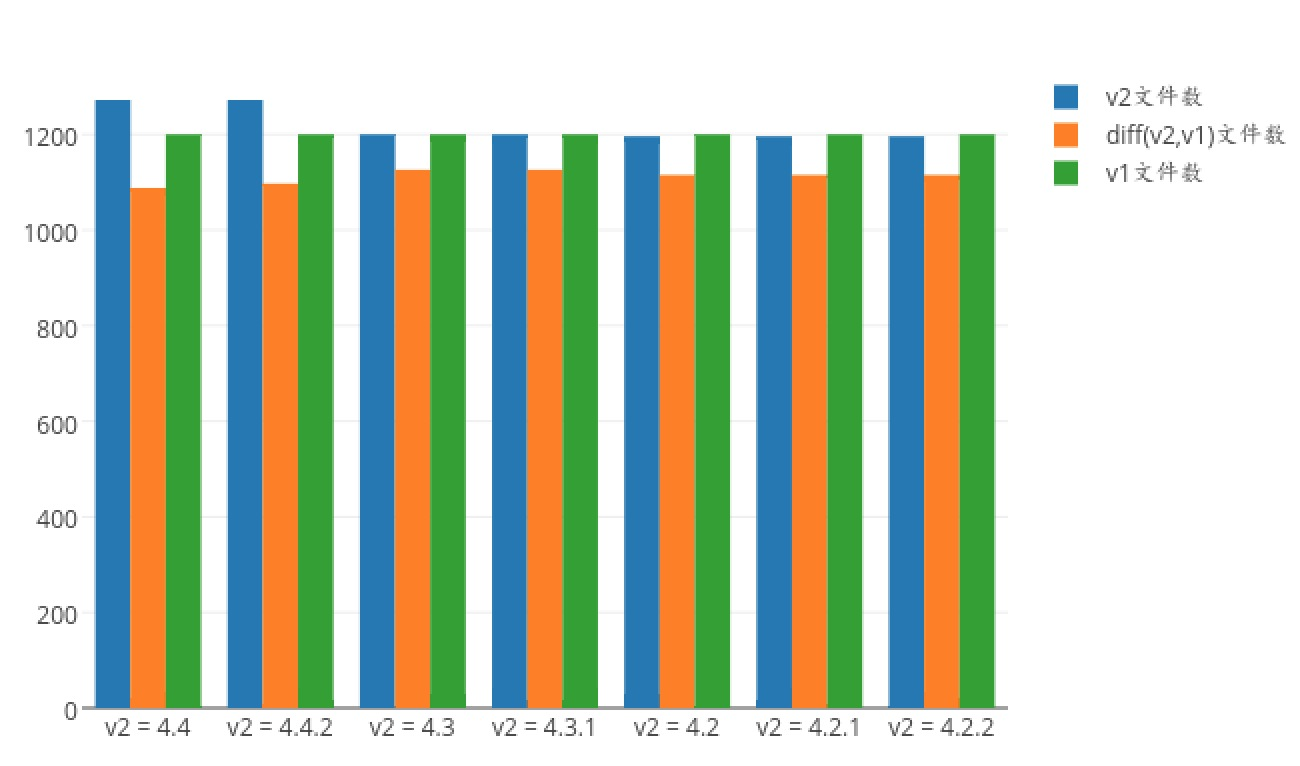 v2文件数
diff(v2,v1)文件数
v1文件数
1200
1000
800
600
400
200
0
v2 = 4.4 v2 = 4.4.2 v2 = 4.3 v2 = 4.3.1 v2 = 4.2 v2 = 4.2.1 v2 = 4.2.2